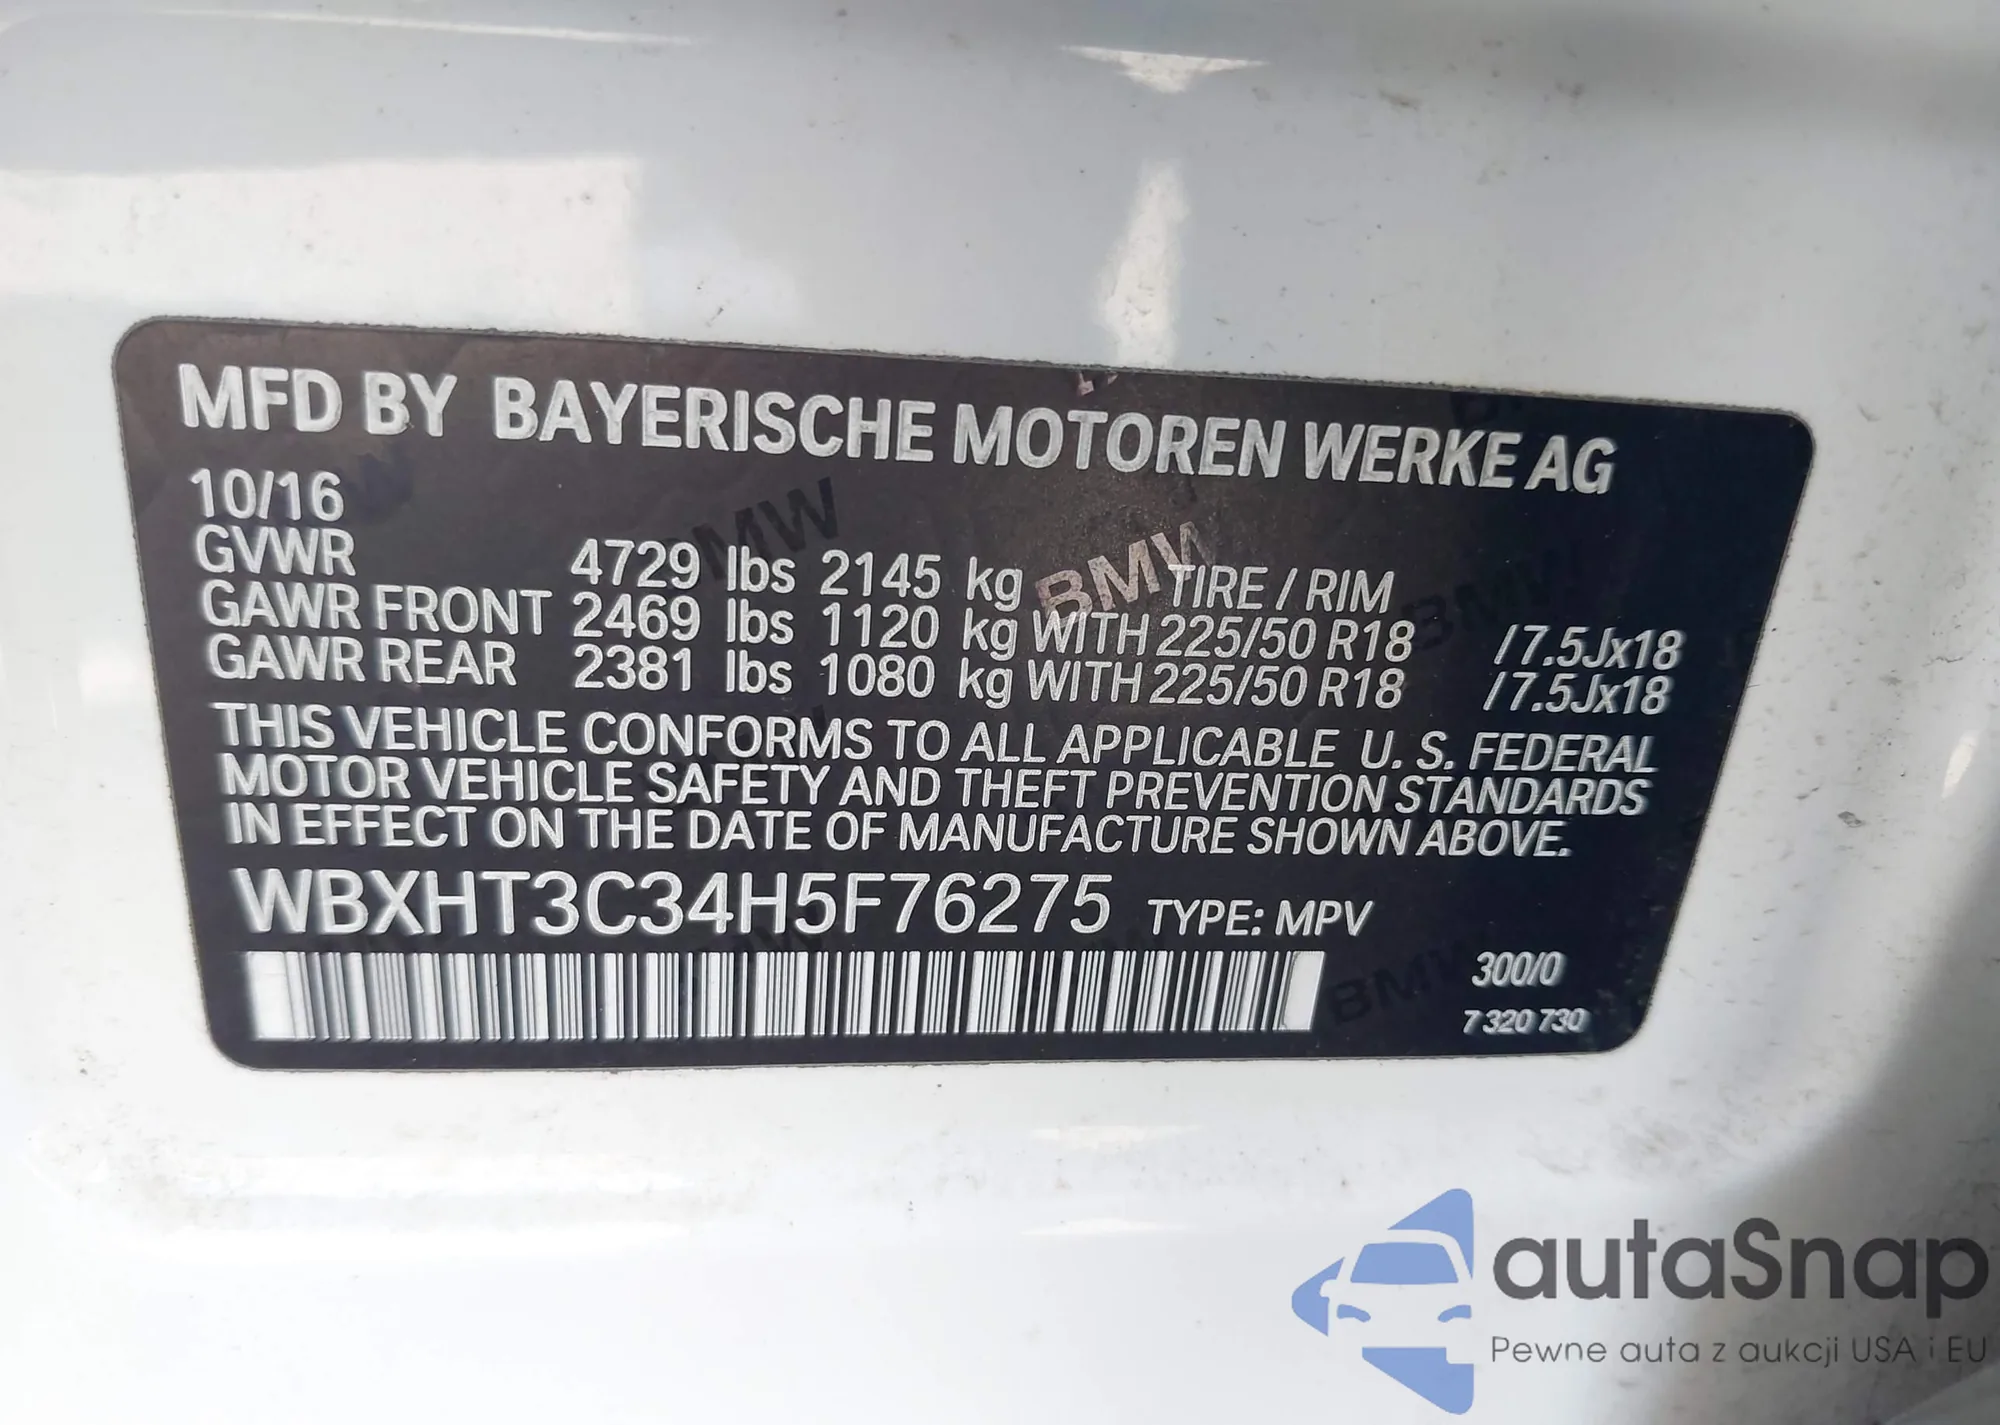 MFD BY BAYERISCHE MOTOREN WERKE AG
10/16
GVWR 4729 lbs 2145 kg TIRE / RIM
GAWR FRONT 2469 lbs 1120 kg WITH 225/50 R18 /7.5Jx18
GAWR REAR 2381 lbs 1080 kg WITH 225/50 R18 /7.5Jx18
THIS VEHICLE CONFORMS TO ALL APPLICABLE U. S. FEDERAL
MOTOR VEHICLE SAFETY AND THEFT PREVENTION STANDARDS
IN EFFECT ON THE DATE OF MANUFACTURE SHOWN ABOVE.
WBXHT3C34H5F76275 TYPE: MPV
300/0
7 320 730
BMW
BMW
BMW
BMW
autaSnap
Pewne auta z aukcji USA i EU